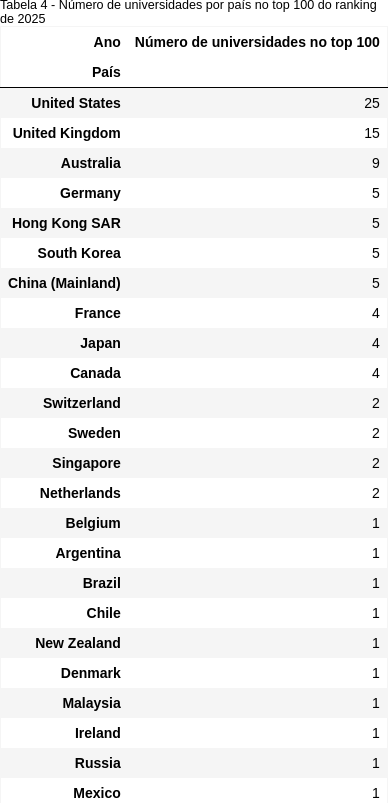 Tabela 4 - Número de universidades por país no top 100 do ranking
de 2025
Ano Número de universidades no top 100
País
United States 25
United Kingdom 15
Australia 9
Germany 5
Hong Kong SAR 5
South Korea 5
China (Mainland) 5
France 4
Japan 4
Canada 4
Switzerland 2
Sweden 2
Singapore 2
Netherlands 2
Belgium 1
Argentina 1
Brazil 1
Chile 1
New Zealand 1
Denmark 1
Malaysia 1
Ireland 1
Russia 1
Mexico 1